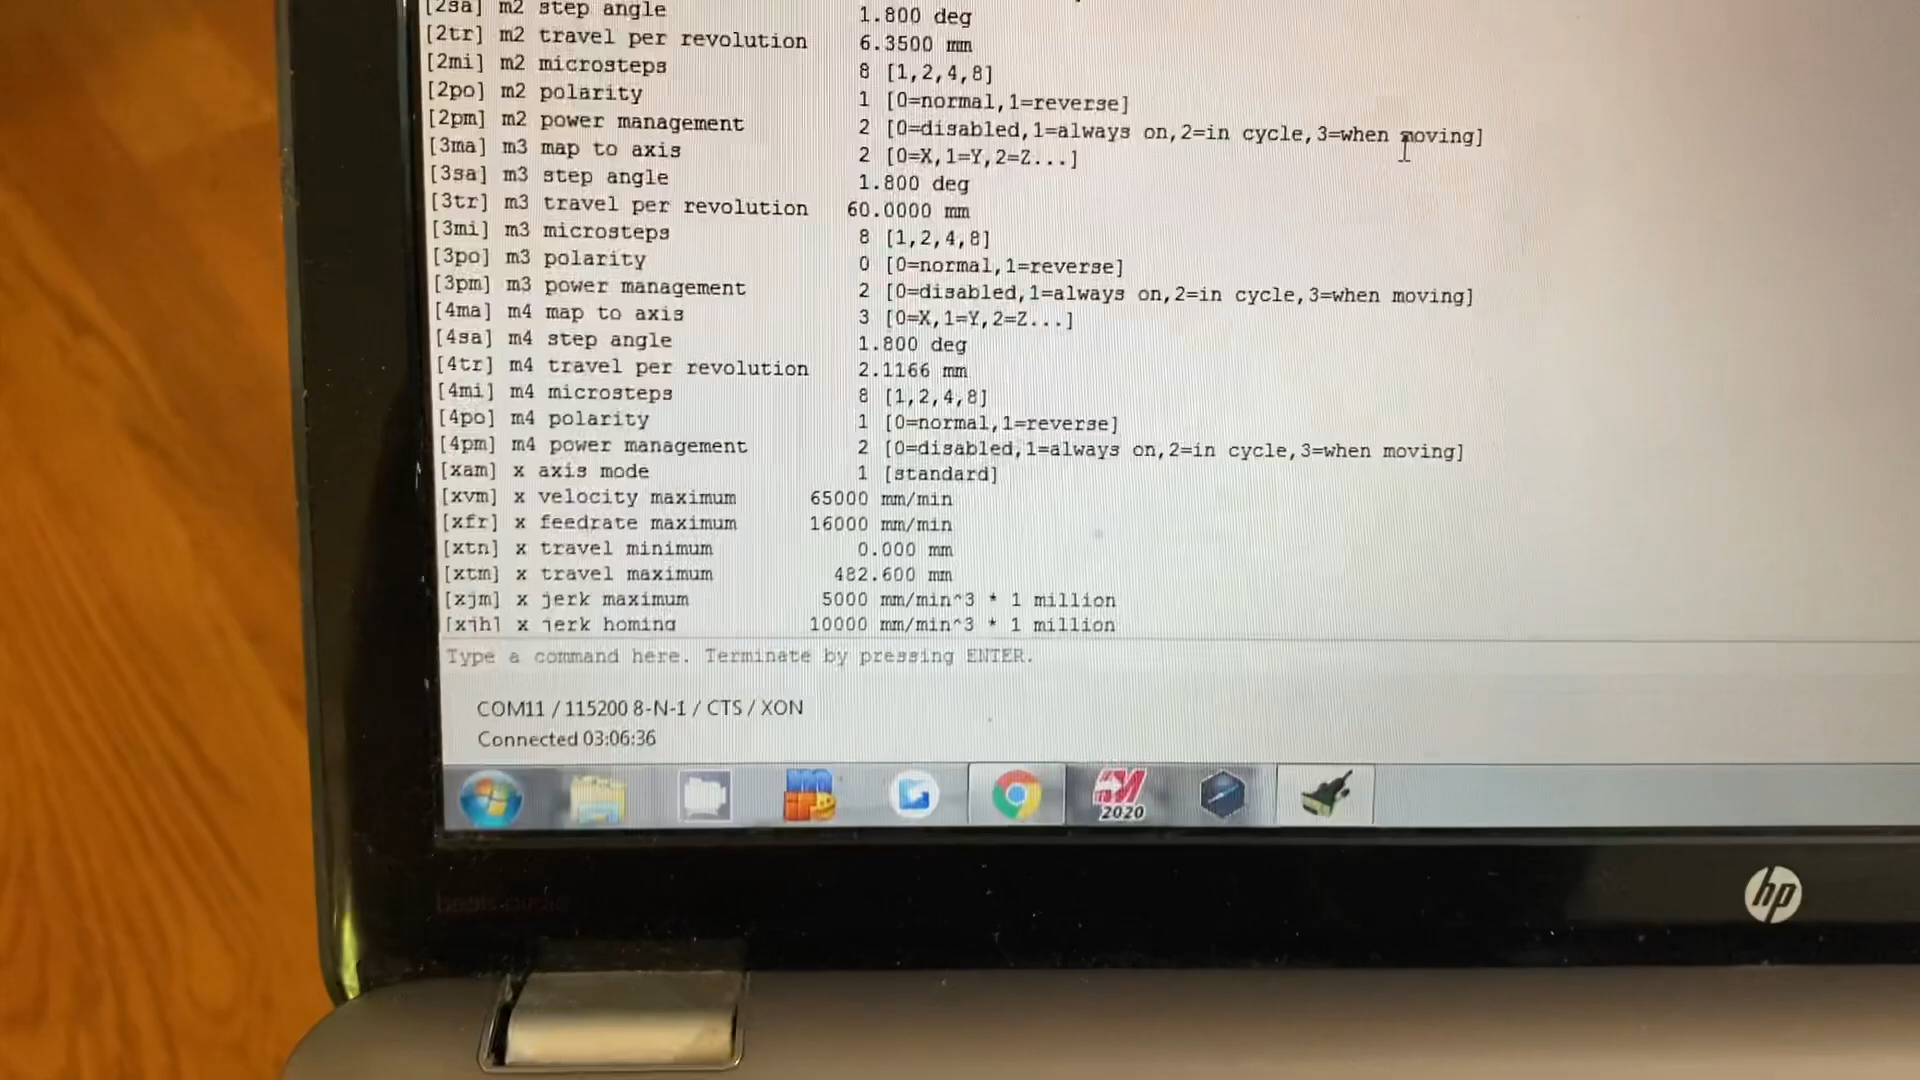 [2sa] m2 step angle 1.800 deg
[2tr] m2 travel per revolution 6.3500 mm
[2mi] m2 microsteps 8 [1,2,4,8]
[2po] m2 polarity 1 [0=normal,1=reverse]
[2pm] m2 power management 2 [0=disabled,1=always on,2=in cycle,3=when moving]
[3ma] m3 map to axis 2 [0=X,1=Y,2=Z...]
[3sa] m3 step angle 1.800 deg
[3tr] m3 travel per revolution 60.0000 mm
[3mi] m3 microsteps 8 [1,2,4,8]
[3po] m3 polarity 0 [0=normal,1=reverse]
[3pm] m3 power management 2 [0=disabled,1=always on,2=in cycle,3=when moving]
[4ma] m4 map to axis 3 [0=X,1=Y,2=Z...]
[4sa] m4 step angle 1.800 deg
[4tr] m4 travel per revolution 2.1166 mm
[4mi] m4 microsteps 8 [1,2,4,8]
[4po] m4 polarity 1 [0=normal,1=reverse]
[4pm] m4 power management 2 [0=disabled,1=always on,2=in cycle,3=when moving]
[xam] x axis mode 1 [standard]
[xvm] x velocity maximum 65000 mm/min
[xfr] x feedrate maximum 16000 mm/min
[xtn] x travel minimum 0.000 mm
[xtm] x travel maximum 482.600 mm
[xjm] x jerk maximum 5000 mm/min^3 * 1 million
[xjh] x jerk homing 10000 mm/min^3 * 1 million
Type a command here. Terminate by pressing ENTER.
COM11 / 115200 8-N-1 / CTS / XON
Connected 03:06:36
2020
hp